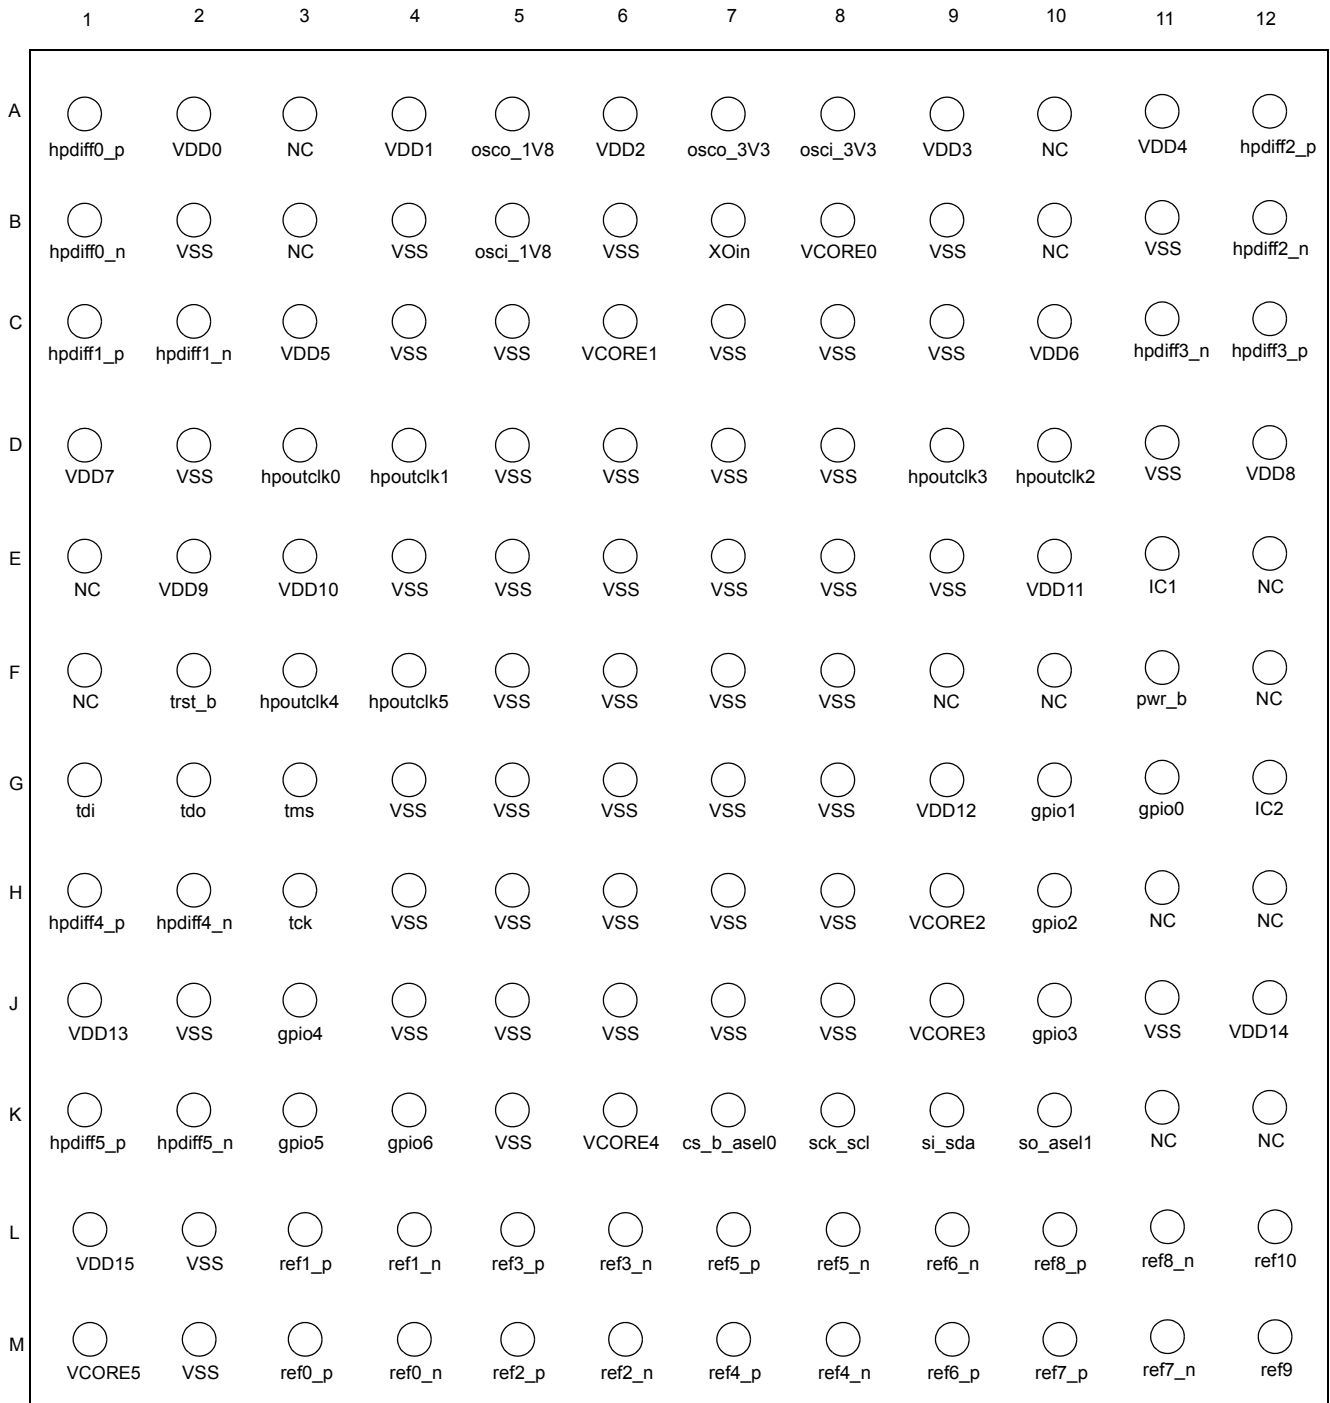 1 2 3 4 5 6 7 8 9 10 11 12
A
hpdiff0_p VDD0 NC VDD1 osco_1V8 VDD2 osco_3V3 osci_3V3 VDD3 NC VDD4 hpdiff2_p
B
hpdiff0_n VSS NC VSS osci_1V8 VSS XOin VCORE0 VSS NC VSS hpdiff2_n
C
hpdiff1_p hpdiff1_n VDD5 VSS VSS VCORE1 VSS VSS VSS VDD6 hpdiff3_n hpdiff3_p
D
VDD7 VSS hpoutclk0 hpoutclk1 VSS VSS VSS VSS hpoutclk3 hpoutclk2 VSS VDD8
E
NC VDD9 VDD10 VSS VSS VSS VSS VSS VSS VDD11 IC1 NC
F
NC trst_b hpoutclk4 hpoutclk5 VSS VSS VSS VSS NC NC pwr_b NC
G
tdi tdo tms VSS VSS VSS VSS VSS VDD12 gpio1 gpio0 IC2
H
hpdiff4_p hpdiff4_n tck VSS VSS VSS VSS VSS VCORE2 gpio2 NC NC
J
VDD13 VSS gpio4 VSS VSS VSS VSS VSS VCORE3 gpio3 VSS VDD14
K
hpdiff5_p hpdiff5_n gpio5 gpio6 VSS VCORE4 cs_b_asel0 sck_scl si_sda so_asel1 NC NC
L
VDD15 VSS ref1_p ref1_n ref3_p ref3_n ref5_p ref5_n ref6_n ref8_p ref8_n ref10
M
VCORE5 VSS ref0_p ref0_n ref2_p ref2_n ref4_p ref4_n ref6_p ref7_p ref7_n ref9